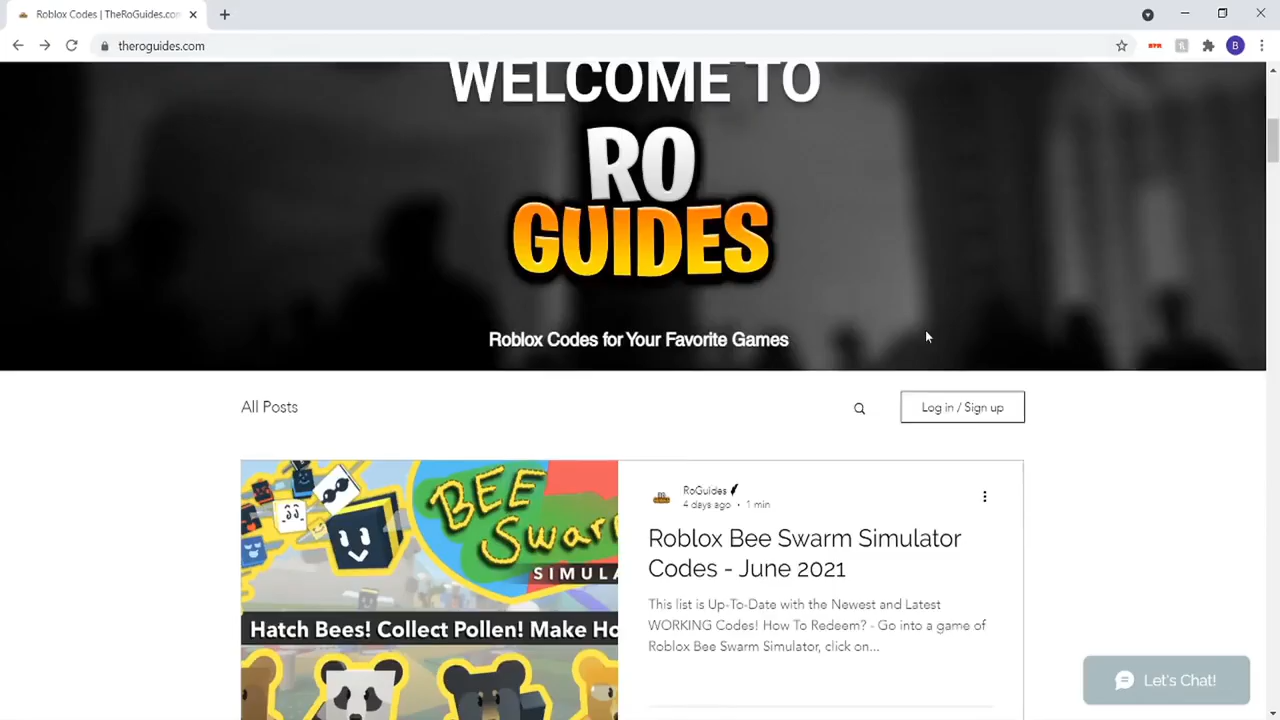 Roblox Codes | TheRoGuides.com
theroguides.com
B
WELCOME TO
RO
GUIDES
Roblox Codes for Your Favorite Games
All Posts
Log in / Sign up
BEE
Swarm
SIMULA
Hatch Bees! Collect Pollen! Make Ho
RoGuides
4 days ago · 1 min
Roblox Bee Swarm Simulator
Codes - June 2021
This list is Up-To-Date with the Newest and Latest
WORKING Codes! How To Redeem? - Go into a game of
Roblox Bee Swarm Simulator, click on...
Let's Chat!